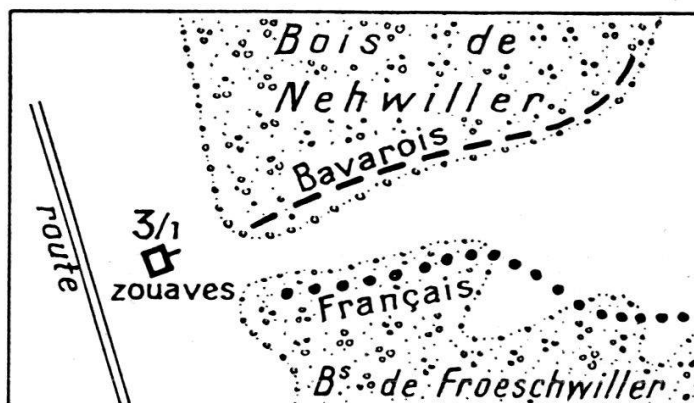 Bois de
Nehwiller
Bavarois
route
3/1
zouaves
Français
Bs de Froeschwiller